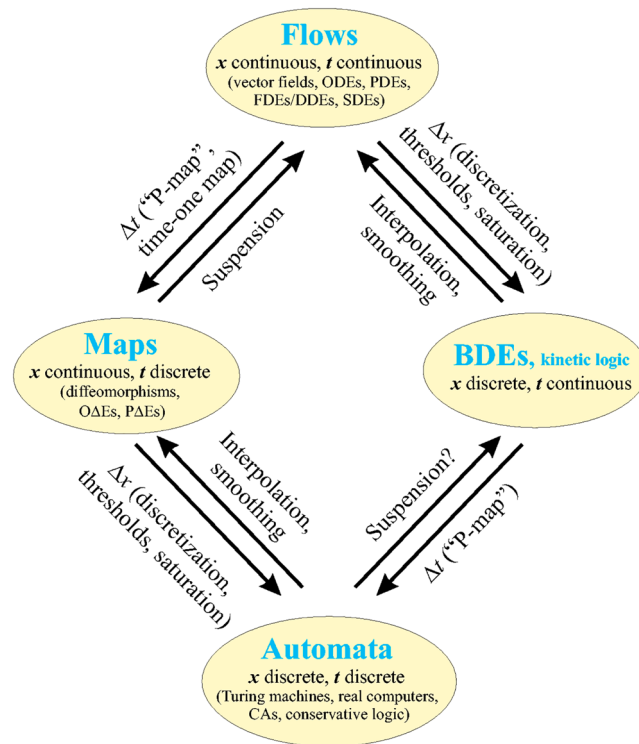 Flows
x continuous, t continuous
(vector fields, ODEs, PDEs,
FDEs/DDEs, SDEs)
Δt (“P-map”,
time-one map)
Suspension
Δx (discretization,
thresholds, saturation)
Interpolation,
smoothing
Maps
x continuous, t discrete
(diffeomorphisms,
OΔEs, PΔEs)
BDEs, kinetic logic
x discrete, t continuous
Interpolation,
smoothing
Δx (discretization,
thresholds, saturation)
Suspension?
Δt (“P-map”)
Automata
x discrete, t discrete
(Turing machines, real computers,
CAs, conservative logic)